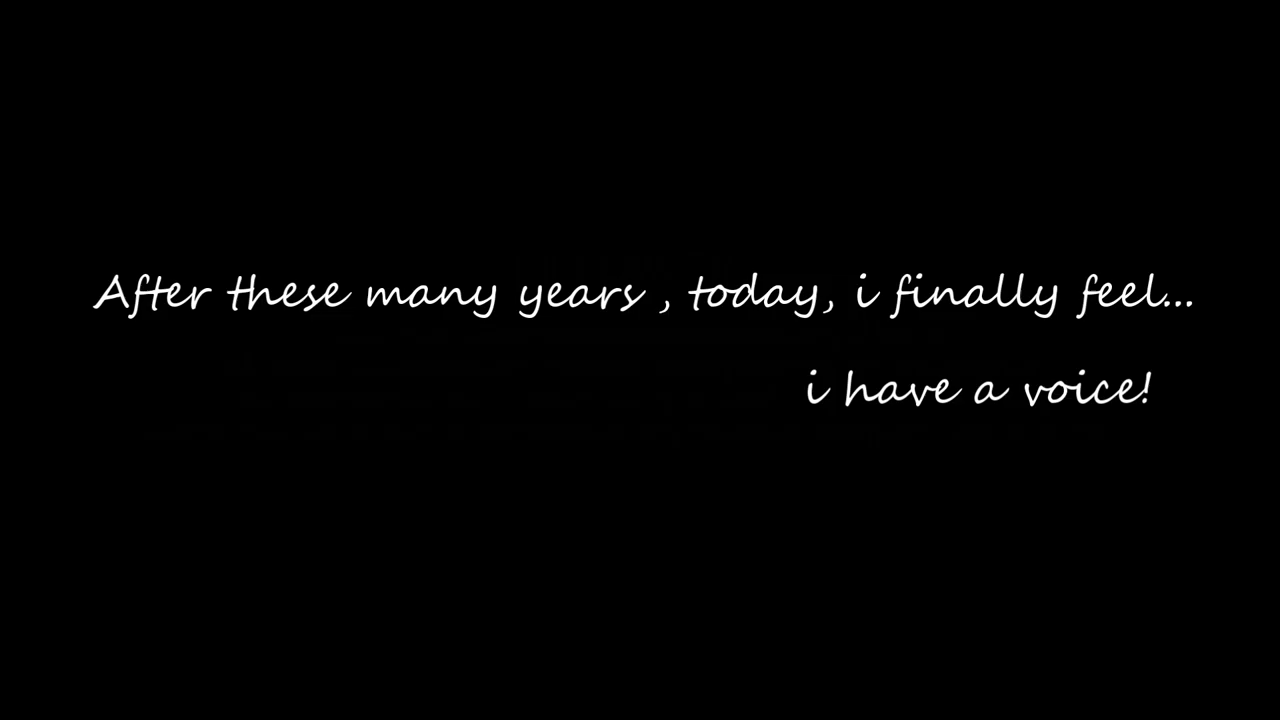 After these many years , today, i finally feel...
i have a voice!